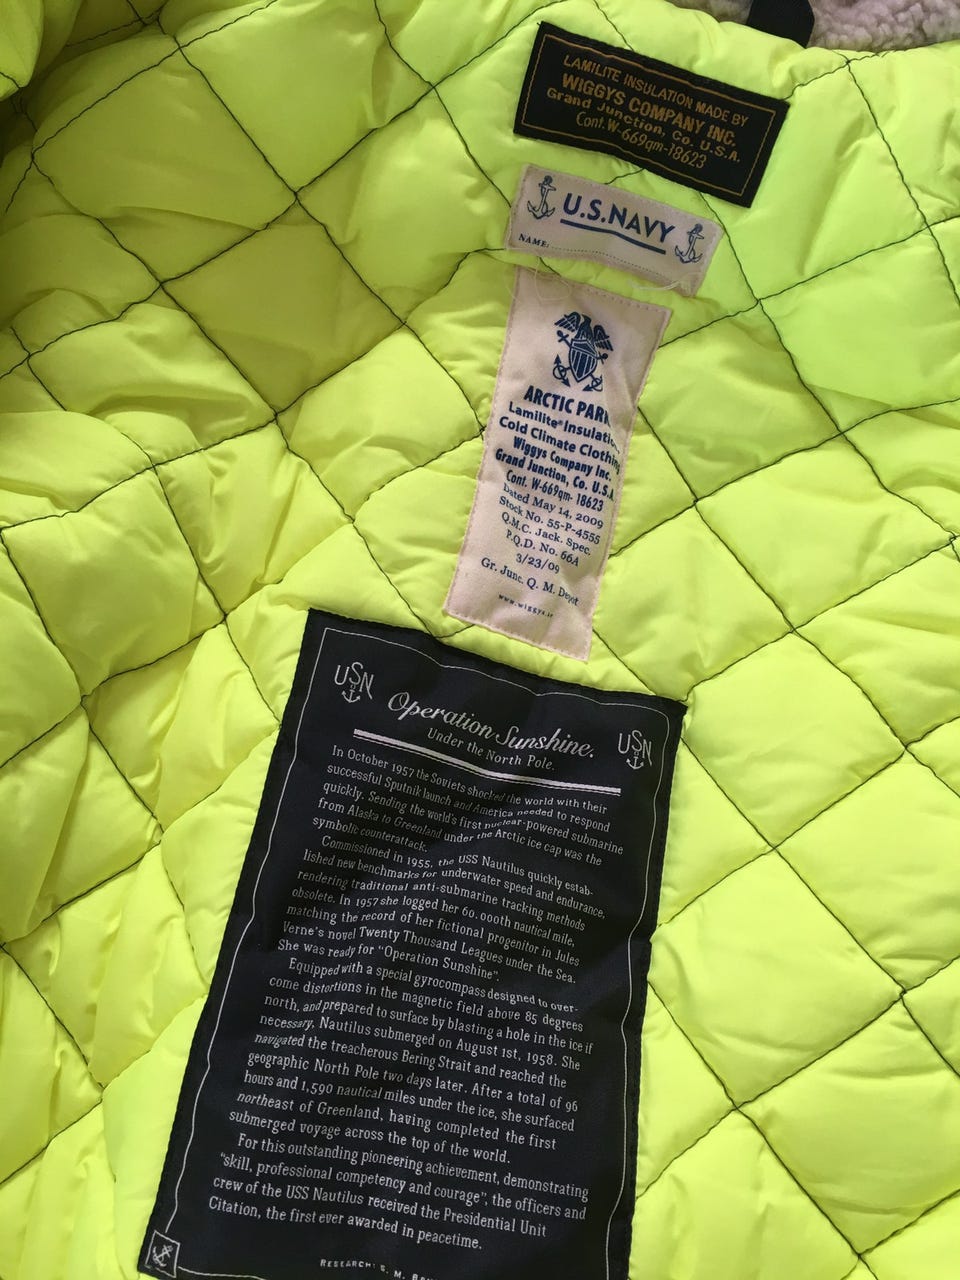 LAMILITE INSULATION MADE BY
WIGGYS COMPANY INC.
Grand Junction, Co. U.S.A.
Cont. W-669qm-18623
U.S.NAVY
NAME:
ARCTIC
Lamilite® Insulatio
Cold Climate Clothing
Wiggys Company Inc.
Grand Junction, Co. U.S.A
Cont. W-669qm- 18623
Dated May 14, 2009
Stock No. 55-P-4555
Q.M.C. Jack. Spec.
P.Q.D. No. 66A
3/23/09
Gr. Junc. Q. M. Depot
www.wiggys.it
USN
Operation Sunshine.
USN
Under the North Pole.
In October 1957 the Soviets shocked the world with their
successful Sputnik launch and America needed to respond
quickly. Sending the world's first nuclear-powered submarine
from Alaska to Greenland under the Arctic ice cap was the
symbolic counterattack.
Commissioned in 1955, the USS Nautilus quickly estab-
lished new benchmarks for underwater speed and endurance,
rendering traditional anti-submarine tracking methods
obsolete. In 1957 she logged her 60.000th nautical mile,
matching the record of her fictional progenitor in Jules
Verne's novel Twenty Thousand Leagues under the Sea.
She was ready for "Operation Sunshine".
Equipped with a special gyrocompass designed to over-
come distortions in the magnetic field above 85 degrees
north, and prepared to surface by blasting a hole in the ice if
necessary, Nautilus submerged on August 1st, 1958. She
navigated the treacherous Bering Strait and reached the
geographic North Pole two days later. After a total of 96
hours and 1,590 nautical miles under the ice, she surfaced
northeast of Greenland, having completed the first
submerged voyage across the top of the world.
For this outstanding pioneering achievement, demonstrating
"skill, professional competency and courage", the officers and
crew of the USS Nautilus received the Presidential Unit
Citation, the first ever awarded in peacetime.
RESEARCH: S. M.